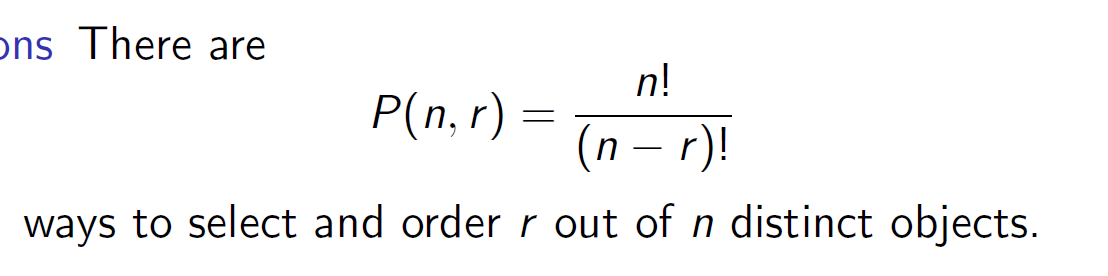 ons There are
P(n, r) = n! / (n − r)!
ways to select and order r out of n distinct objects.